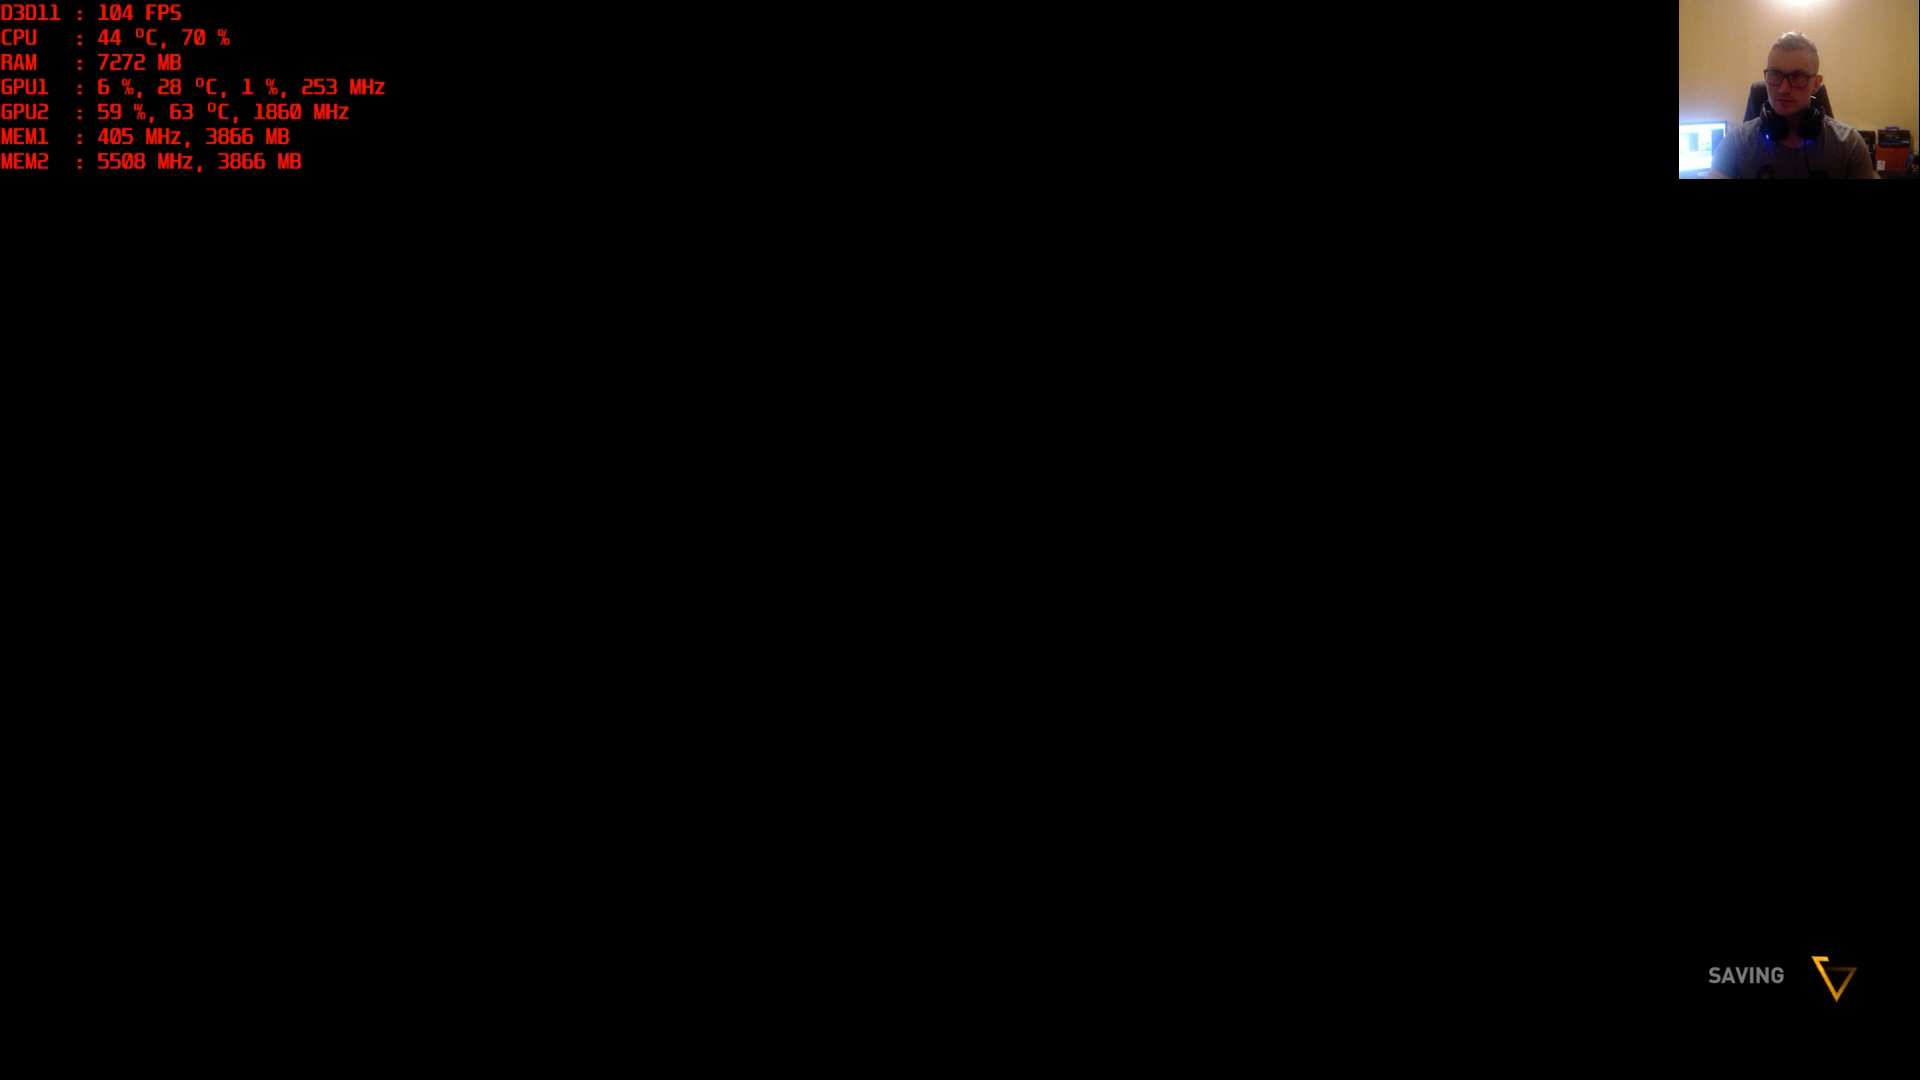 D3D11 : 104 FPS
CPU : 44 °C, 70 %
RAM : 7272 MB
GPU1 : 6 %, 28 °C, 1 %, 253 MHz
GPU2 : 59 %, 63 °C, 1860 MHz
MEM1 : 405 MHz, 3866 MB
MEM2 : 5508 MHz, 3866 MB
SAVING